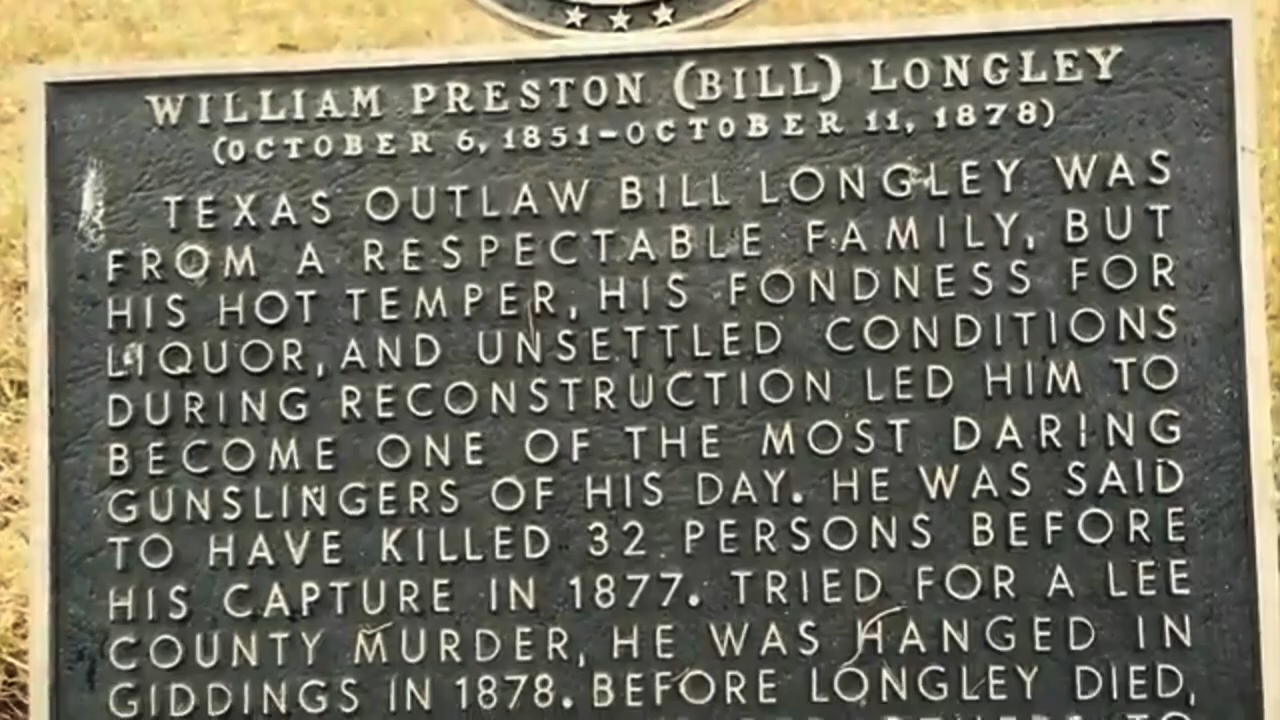 WILLIAM PRESTON (BILL) LONGLEY
(OCTOBER 6, 1851-OCTOBER 11, 1878)
TEXAS OUTLAW BILL LONGLEY WAS
FROM A RESPECTABLE FAMILY, BUT
HIS HOT TEMPER, HIS FONDNESS FOR
LIQUOR, AND UNSETTLED CONDITIONS
DURING RECONSTRUCTION LED HIM TO
BECOME ONE OF THE MOST DARING
GUNSLINGERS OF HIS DAY. HE WAS SAID
TO HAVE KILLED 32 PERSONS BEFORE
HIS CAPTURE IN 1877. TRIED FOR A LEE
COUNTY MURDER, HE WAS HANGED IN
GIDDINGS IN 1878. BEFORE LONGLEY DIED,